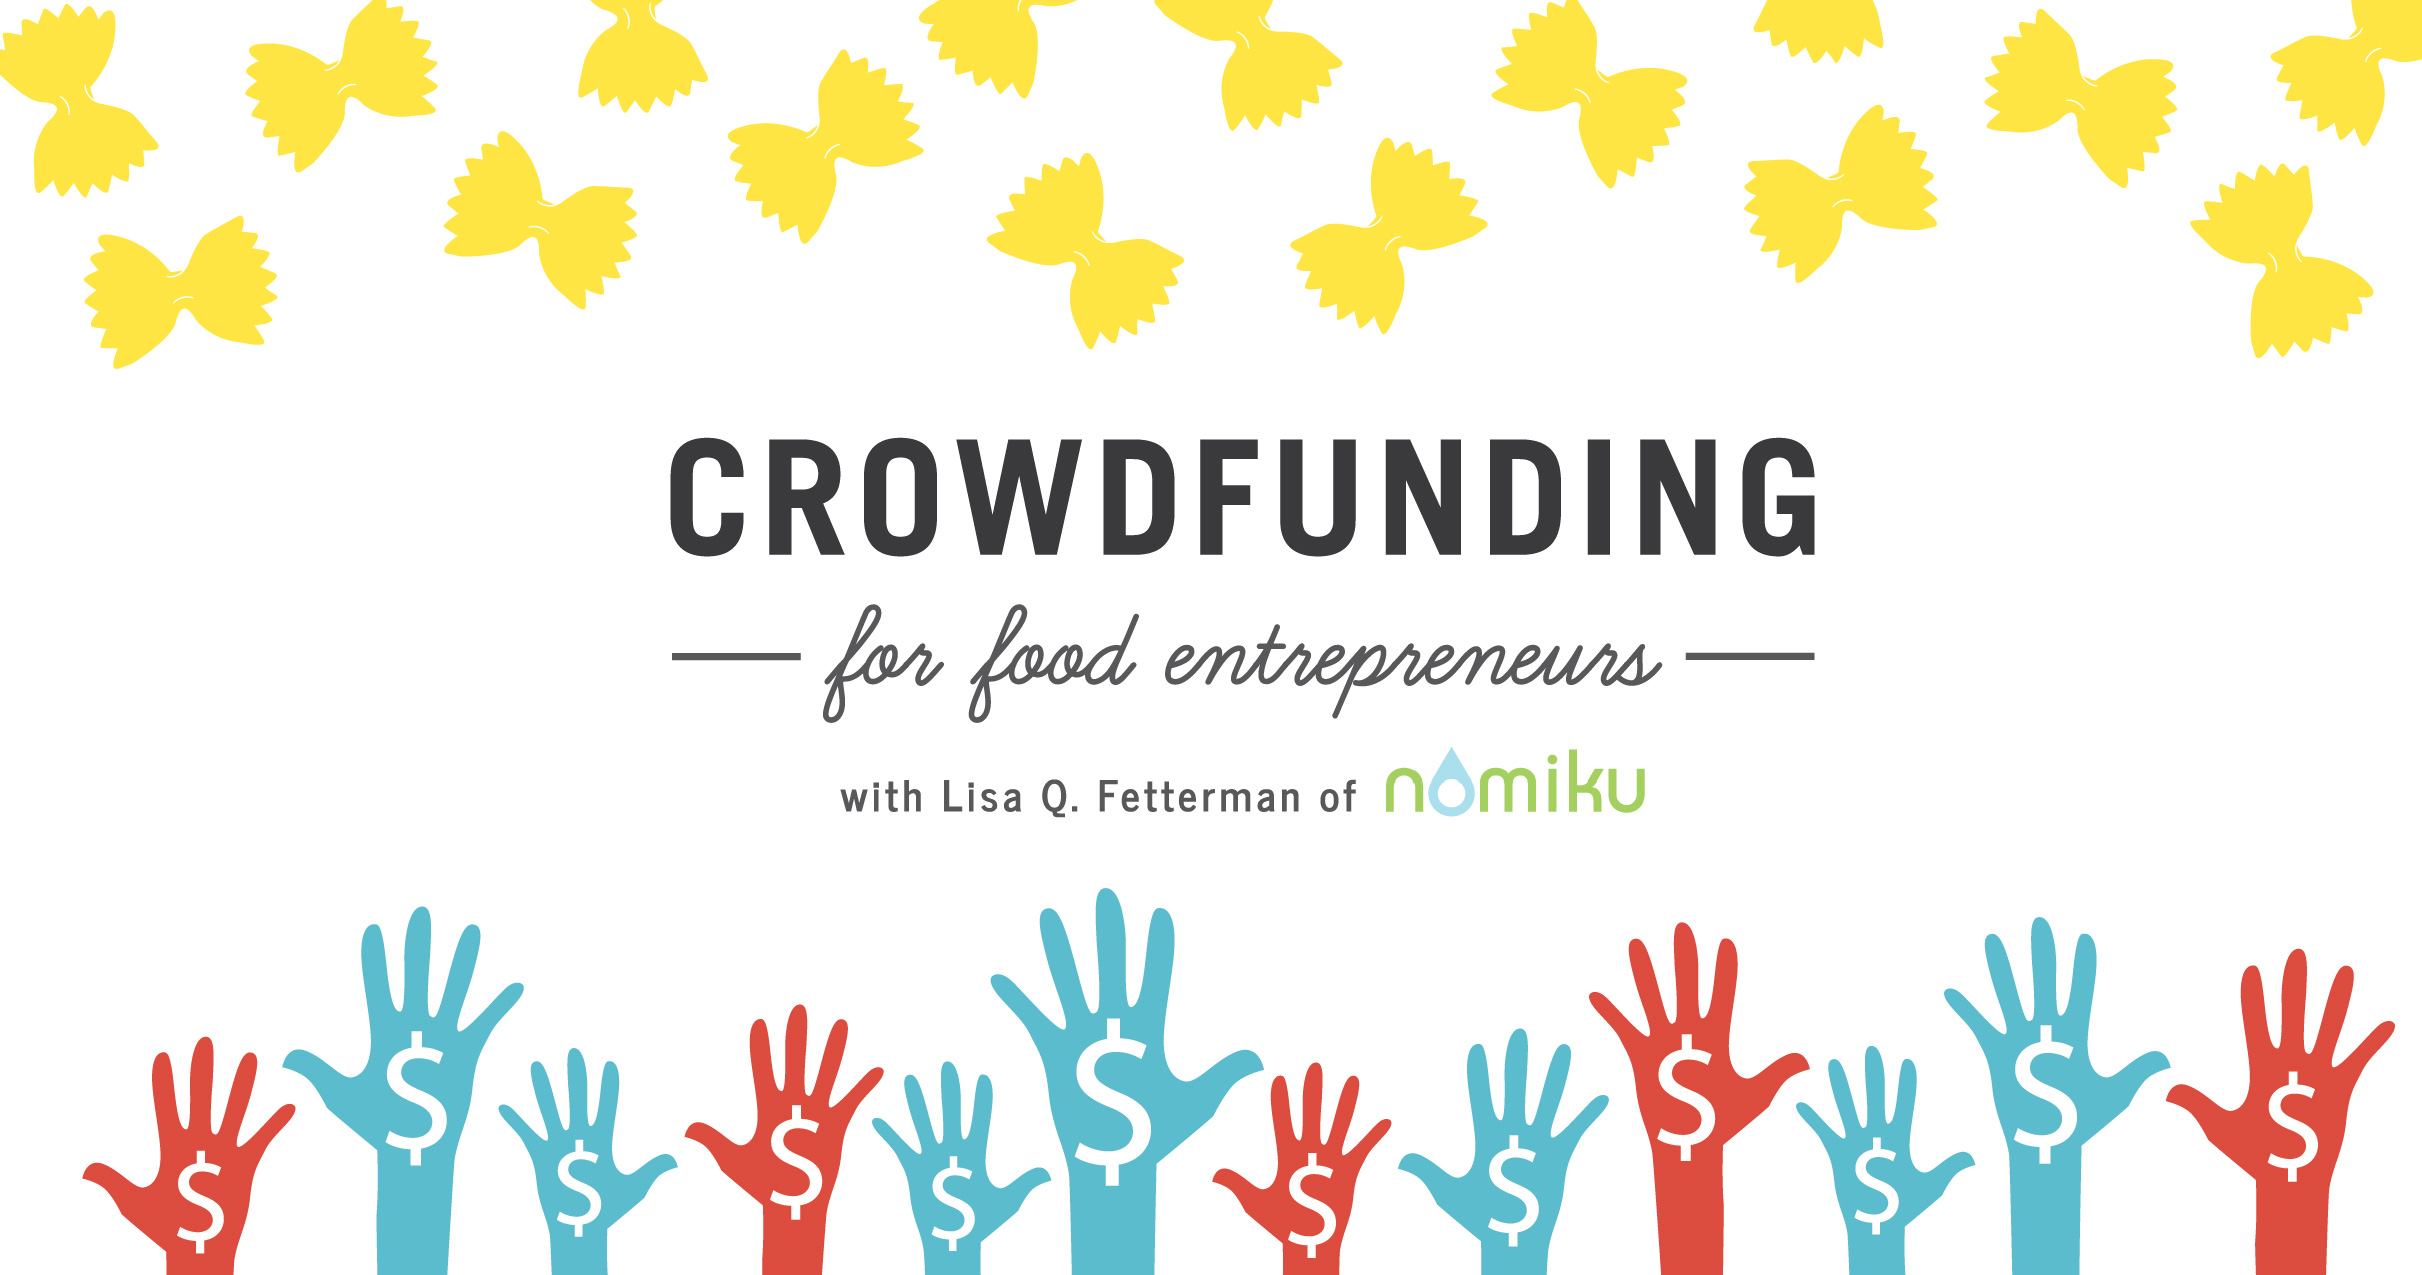 CROWDFUNDING
for food entrepreneurs
with Lisa Q. Fetterman of nomiku
$ $ $ $ $ $ $ $ $ $ $ $